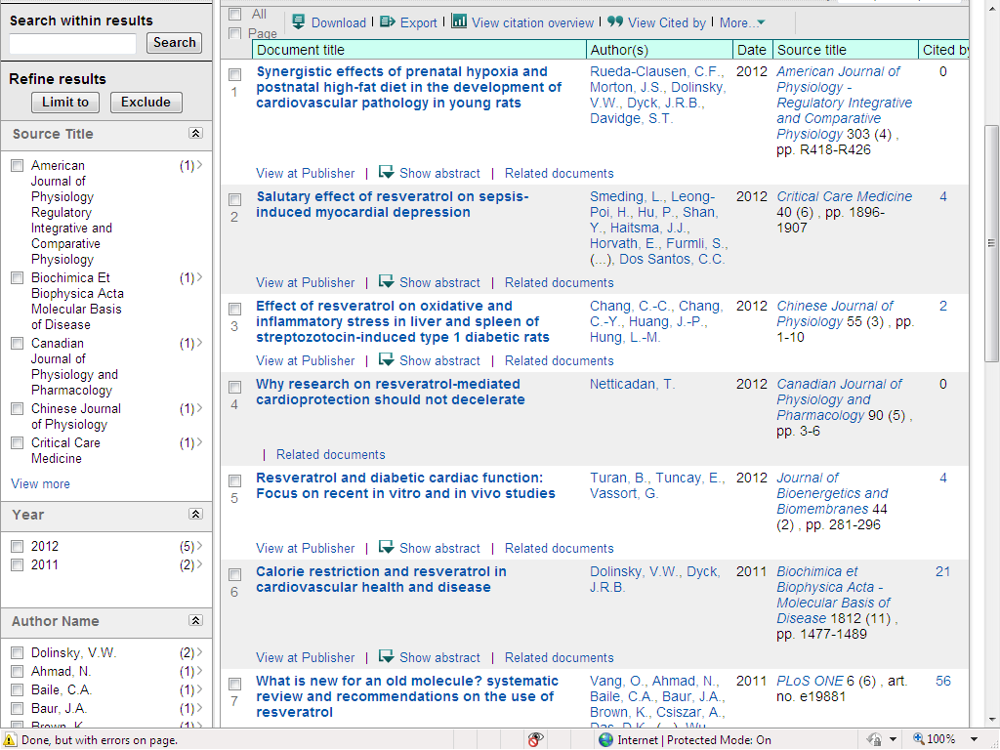 Search within results
Search
Refine results
Limit to
Exclude
Source Title
American (1)
Journal of
Physiology
Regulatory
Integrative and
Comparative
Physiology
Biochimica Et (1)
Biophysica Acta
Molecular Basis
of Disease
Canadian (1)
Journal of
Physiology and
Pharmacology
Chinese Journal (1)
of Physiology
Critical Care (1)
Medicine
View more
Year
2012 (5)
2011 (2)
Author Name
Dolinsky, V.W. (2)
Ahmad, N. (1)
Baile, C.A. (1)
Baur, J.A. (1)
Brown, K. (1)
All
Page
Download | Export | View citation overview | View Cited by | More...
Document title Author(s) Date Source title Cited by
1
Synergistic effects of prenatal hypoxia and
postnatal high-fat diet in the development of
cardiovascular pathology in young rats
Rueda-Clausen, C.F.,
Morton, J.S., Dolinsky,
V.W., Dyck, J.R.B.,
Davidge, S.T.
2012
American Journal of
Physiology -
Regulatory Integrative
and Comparative
Physiology 303 (4) ,
pp. R418-R426
0
View at Publisher | Show abstract | Related documents
2
Salutary effect of resveratrol on sepsis-
induced myocardial depression
Smeding, L., Leong-
Poi, H., Hu, P., Shan,
Y., Haitsma, J.J.,
Horvath, E., Furmli, S.,
(...), Dos Santos, C.C.
2012
Critical Care Medicine
40 (6) , pp. 1896-
1907
4
View at Publisher | Show abstract | Related documents
3
Effect of resveratrol on oxidative and
inflammatory stress in liver and spleen of
streptozotocin-induced type 1 diabetic rats
Chang, C.-C., Chang,
C.-Y., Huang, J.-P.,
Hung, L.-M.
2012
Chinese Journal of
Physiology 55 (3) , pp.
1-10
2
View at Publisher | Show abstract | Related documents
4
Why research on resveratrol-mediated
cardioprotection should not decelerate
Netticadan, T.
2012
Canadian Journal of
Physiology and
Pharmacology 90 (5) ,
pp. 3-6
0
| Related documents
5
Resveratrol and diabetic cardiac function:
Focus on recent in vitro and in vivo studies
Turan, B., Tuncay, E.,
Vassort, G.
2012
Journal of
Bioenergetics and
Biomembranes 44
(2) , pp. 281-296
4
View at Publisher | Show abstract | Related documents
6
Calorie restriction and resveratrol in
cardiovascular health and disease
Dolinsky, V.W., Dyck,
J.R.B.
2011
Biochimica et
Biophysica Acta -
Molecular Basis of
Disease 1812 (11) ,
pp. 1477-1489
21
View at Publisher | Show abstract | Related documents
7
What is new for an old molecule? systematic
review and recommendations on the use of
resveratrol
Vang, O., Ahmad, N.,
Baile, C.A., Baur, J.A.,
Brown, K., Csiszar, A.,
Das, D.K., (...), Wu,
2011
PLoS ONE 6 (6) , art.
no. e19881
56
Done, but with errors on page.
Internet | Protected Mode: On
100%